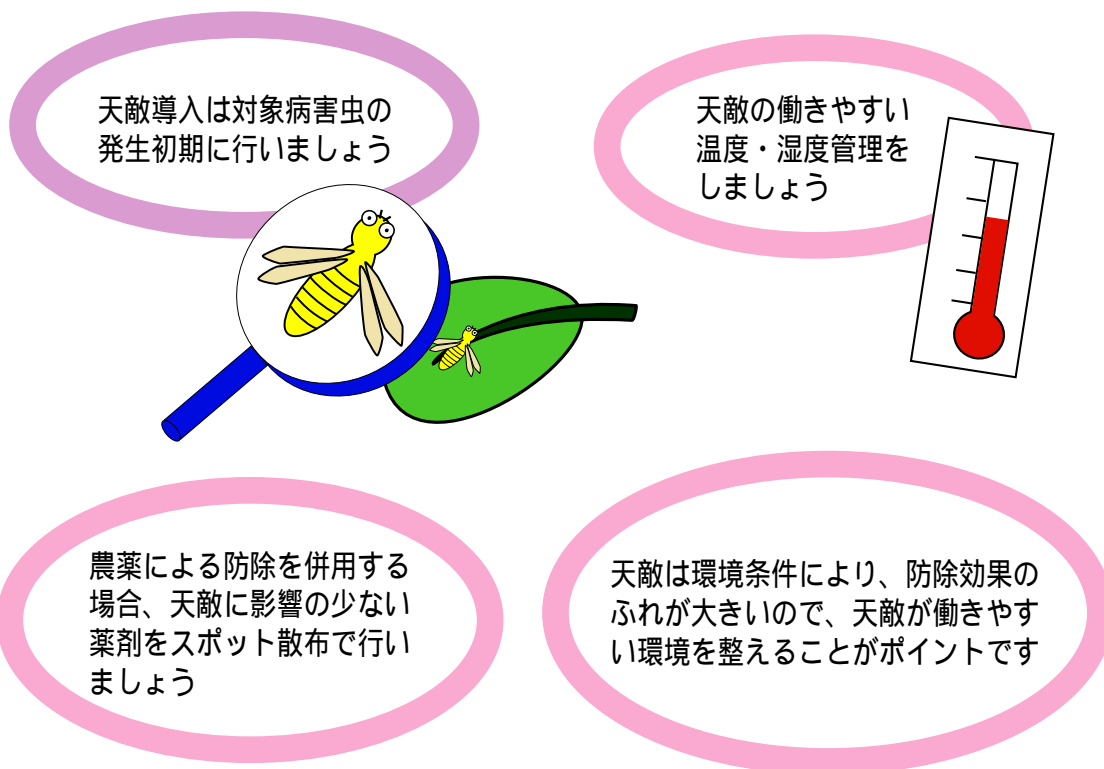 天敵導入は対象病害虫の
発生初期に行いましょう
天敵の働きやすい
温度・湿度管理を
しましょう
農薬による防除を併用する
場合、天敵に影響の少ない
薬剤をスポット散布で行い
ましょう
天敵は環境条件により、防除効果の
ふれが大きいので、天敵が働きやす
い環境を整えることがポイントです